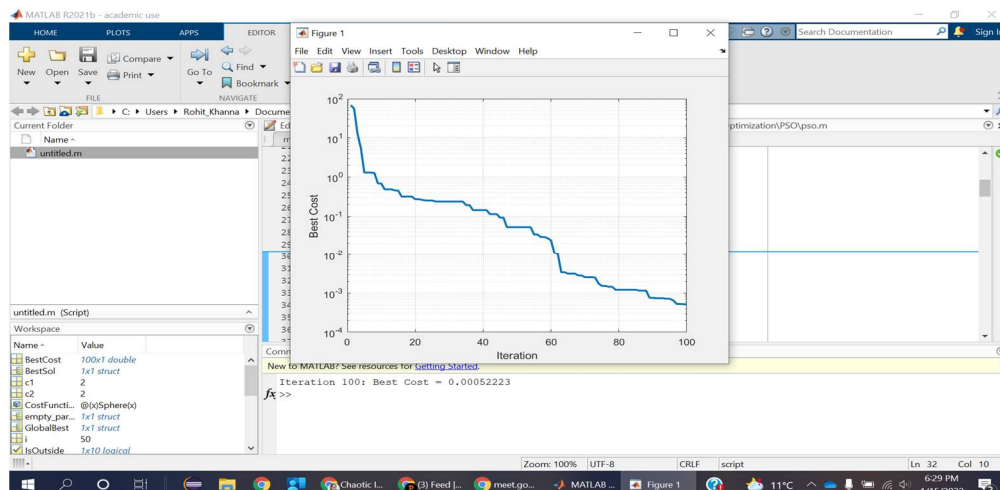 MATLAB R2021b - academic use
HOME PLOTS APPS EDITOR
Search Documentation
Sign In
New Open Save Compare Print Go To Find Bookmark
FILE NAVIGATE
C: Users Rohit_Khanna
ptimization\PSO\pso.m
Current Folder
Name
untitled.m
Figure 1
File Edit View Insert Tools Desktop Window Help
10^2
10^1
10^0
10^-1
10^-2
10^-3
10^-4
Best Cost
0 20 40 60 80 100
Iteration
untitled.m (Script)
Workspace
Name Value
BestCost 100x1 double
BestSol 1x1 struct
c1 2
c2 2
CostFuncti... @(x)Sphere(x)
empty_par... 1x1 struct
GlobalBest 1x1 struct
i 50
IsOutside 1x10 logical
New to MATLAB? See resources for Getting Started.
Iteration 100: Best Cost = 0.00052223
fx >>
Zoom: 100% UTF-8 CRLF script Ln 32 Col 10
Chaotic I... (3) Feed |... meet.go... MATLAB ... Figure 1 11°C 6:29 PM